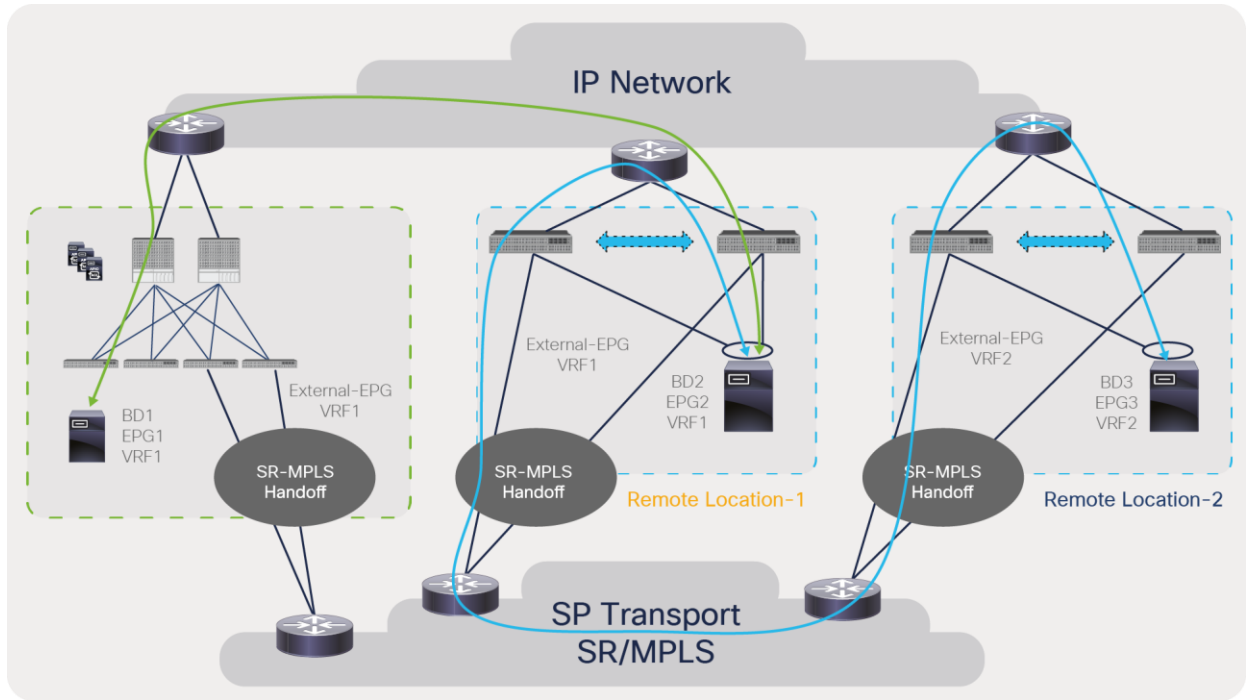 IP Network
External-EPG
VRF1
BD1
EPG1
VRF1
SR-MPLS
Handoff
External-EPG
VRF1
BD2
EPG2
VRF1
SR-MPLS
Handoff
Remote Location-1
External-EPG
VRF2
BD3
EPG3
VRF2
SR-MPLS
Handoff
Remote Location-2
SP Transport
SR/MPLS